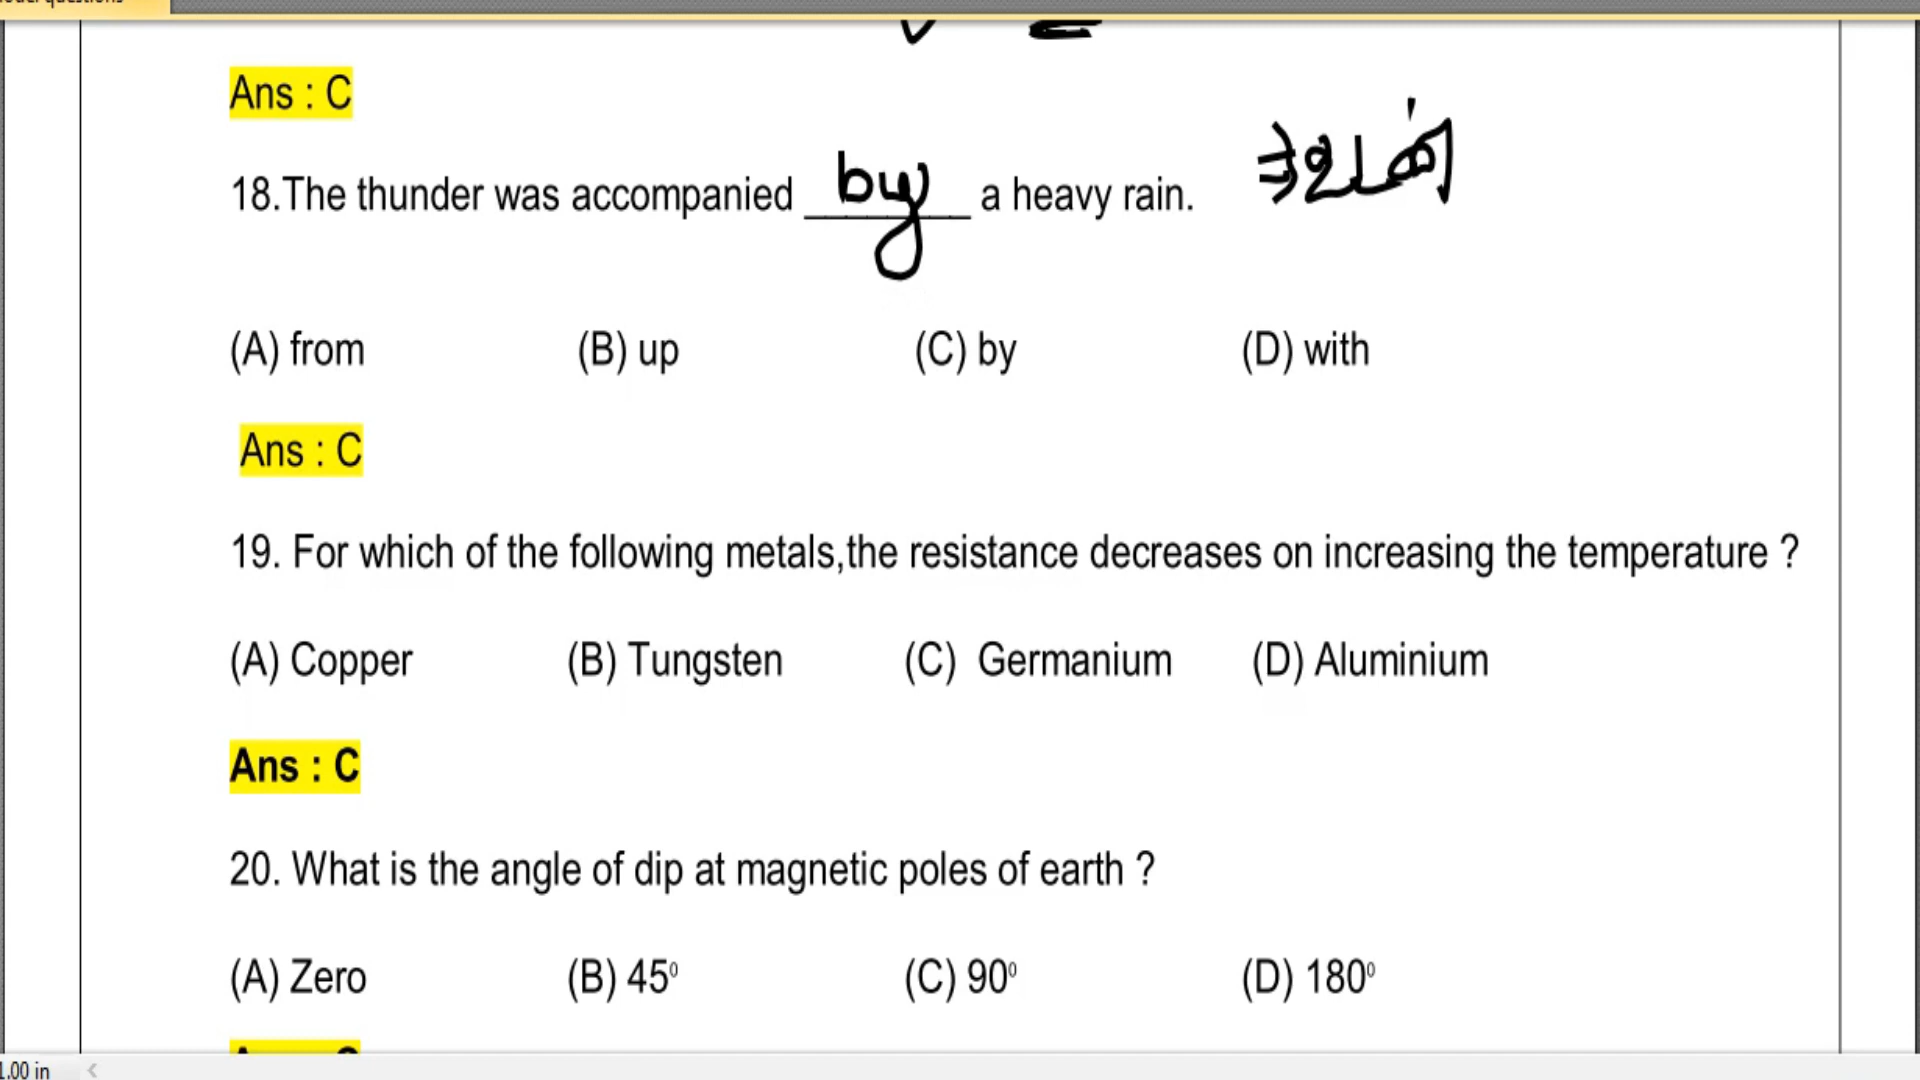 Ans : C
18.The thunder was accompanied by a heavy rain.
(A) from (B) up (C) by (D) with
Ans : C
19. For which of the following metals,the resistance decreases on increasing the temperature ?
(A) Copper (B) Tungsten (C) Germanium (D) Aluminium
Ans : C
20. What is the angle of dip at magnetic poles of earth ?
(A) Zero (B) 45⁰ (C) 90⁰ (D) 180⁰
1.00 in